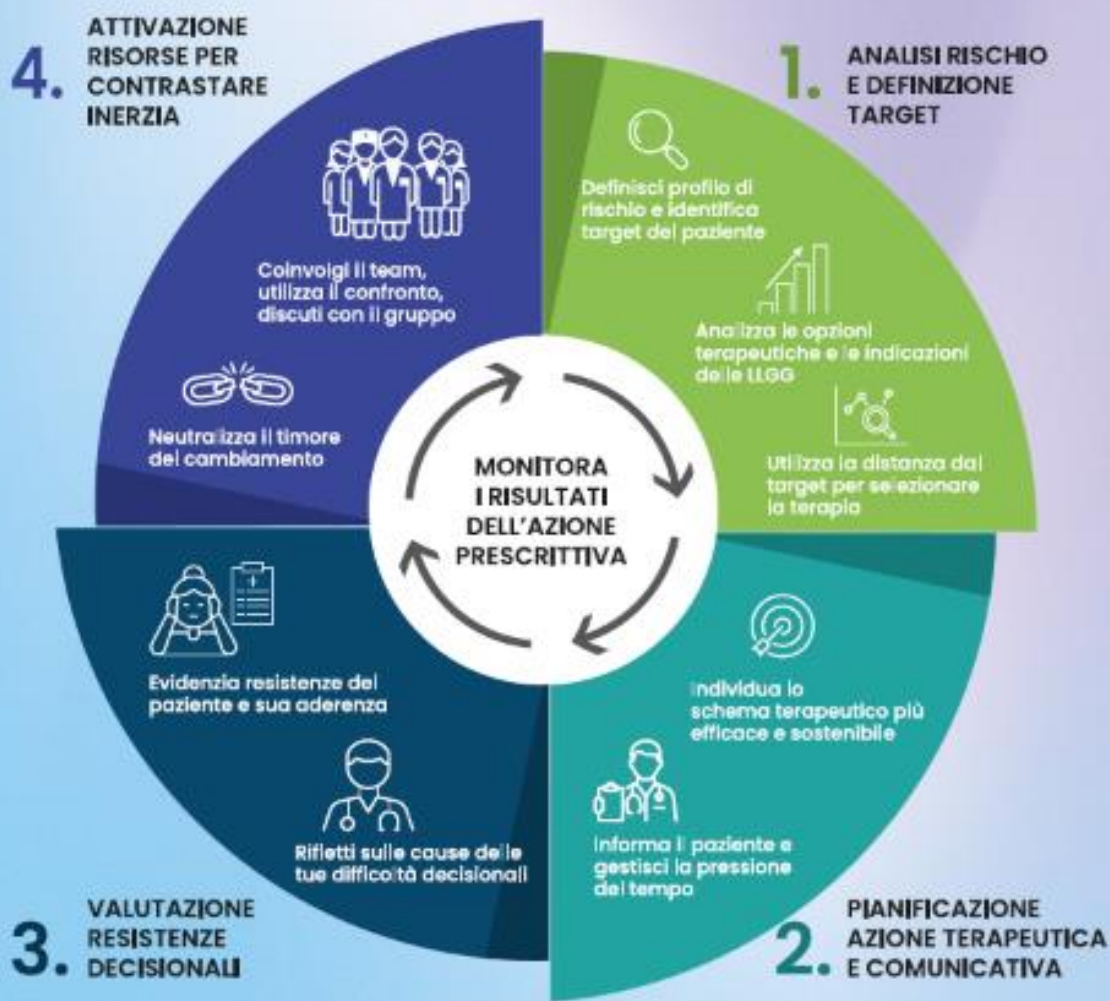 4.
ATTIVAZIONE
RISORSE PER
CONTRASTARE
INERZIA
1.
ANALISI RISCHIO
E DEFINIZIONE
TARGET
Definisci profilo di
rischio e identifica
target del paziente
Analizza le opzioni
terapeutiche e le indicazioni
delle LLGG
Utilizza la distanza dal
target per selezionare
la terapia
Coinvolgi il team,
utilizza il confronto,
discuti con il gruppo
Neutralizza il timore
del cambiamento
MONITORA
I RISULTATI
DELL'AZIONE
PRESCRITTIVA
Evidenzia resistenze del
paziente e sua aderenza
Rifletti sulle cause delle
tue difficoltà decisionali
Individua lo
schema terapeutico più
efficace e sostenibile
Informa il paziente e
gestisci la pressione
del tempo
3.
VALUTAZIONE
RESISTENZE
DECISIONALI
2.
PIANIFICAZIONE
AZIONE TERAPEUTICA
E COMUNICATIVA